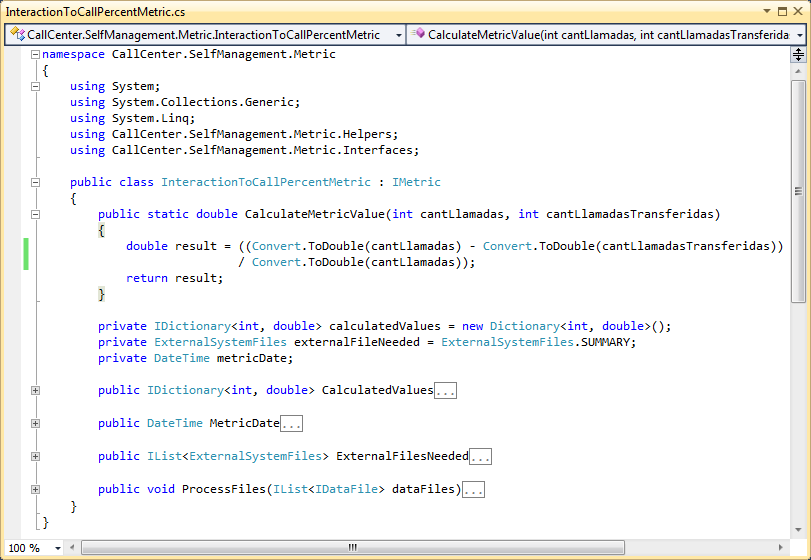 InteractionToCallPercentMetric.cs
CallCenter.SelfManagement.Metric.InteractionToCallPercentMetric CalculateMetricValue(int cantLlamadas, int cantLlamadasTransferida
namespace CallCenter.SelfManagement.Metric
{
    using System;
    using System.Collections.Generic;
    using System.Linq;
    using CallCenter.SelfManagement.Metric.Helpers;
    using CallCenter.SelfManagement.Metric.Interfaces;

    public class InteractionToCallPercentMetric : IMetric
    {
        public static double CalculateMetricValue(int cantLlamadas, int cantLlamadasTransferidas)
        {
            double result = ((Convert.ToDouble(cantLlamadas) - Convert.ToDouble(cantLlamadasTransferidas))
                            / Convert.ToDouble(cantLlamadas));
            return result;
        }

        private IDictionary<int, double> calculatedValues = new Dictionary<int, double>();
        private ExternalSystemFiles externalFileNeeded = ExternalSystemFiles.SUMMARY;
        private DateTime metricDate;

        public IDictionary<int, double> CalculatedValues...

        public DateTime MetricDate...

        public IList<ExternalSystemFiles> ExternalFilesNeeded...

        public void ProcessFiles(IList<IDataFile> dataFiles)...
    }
}
100 %